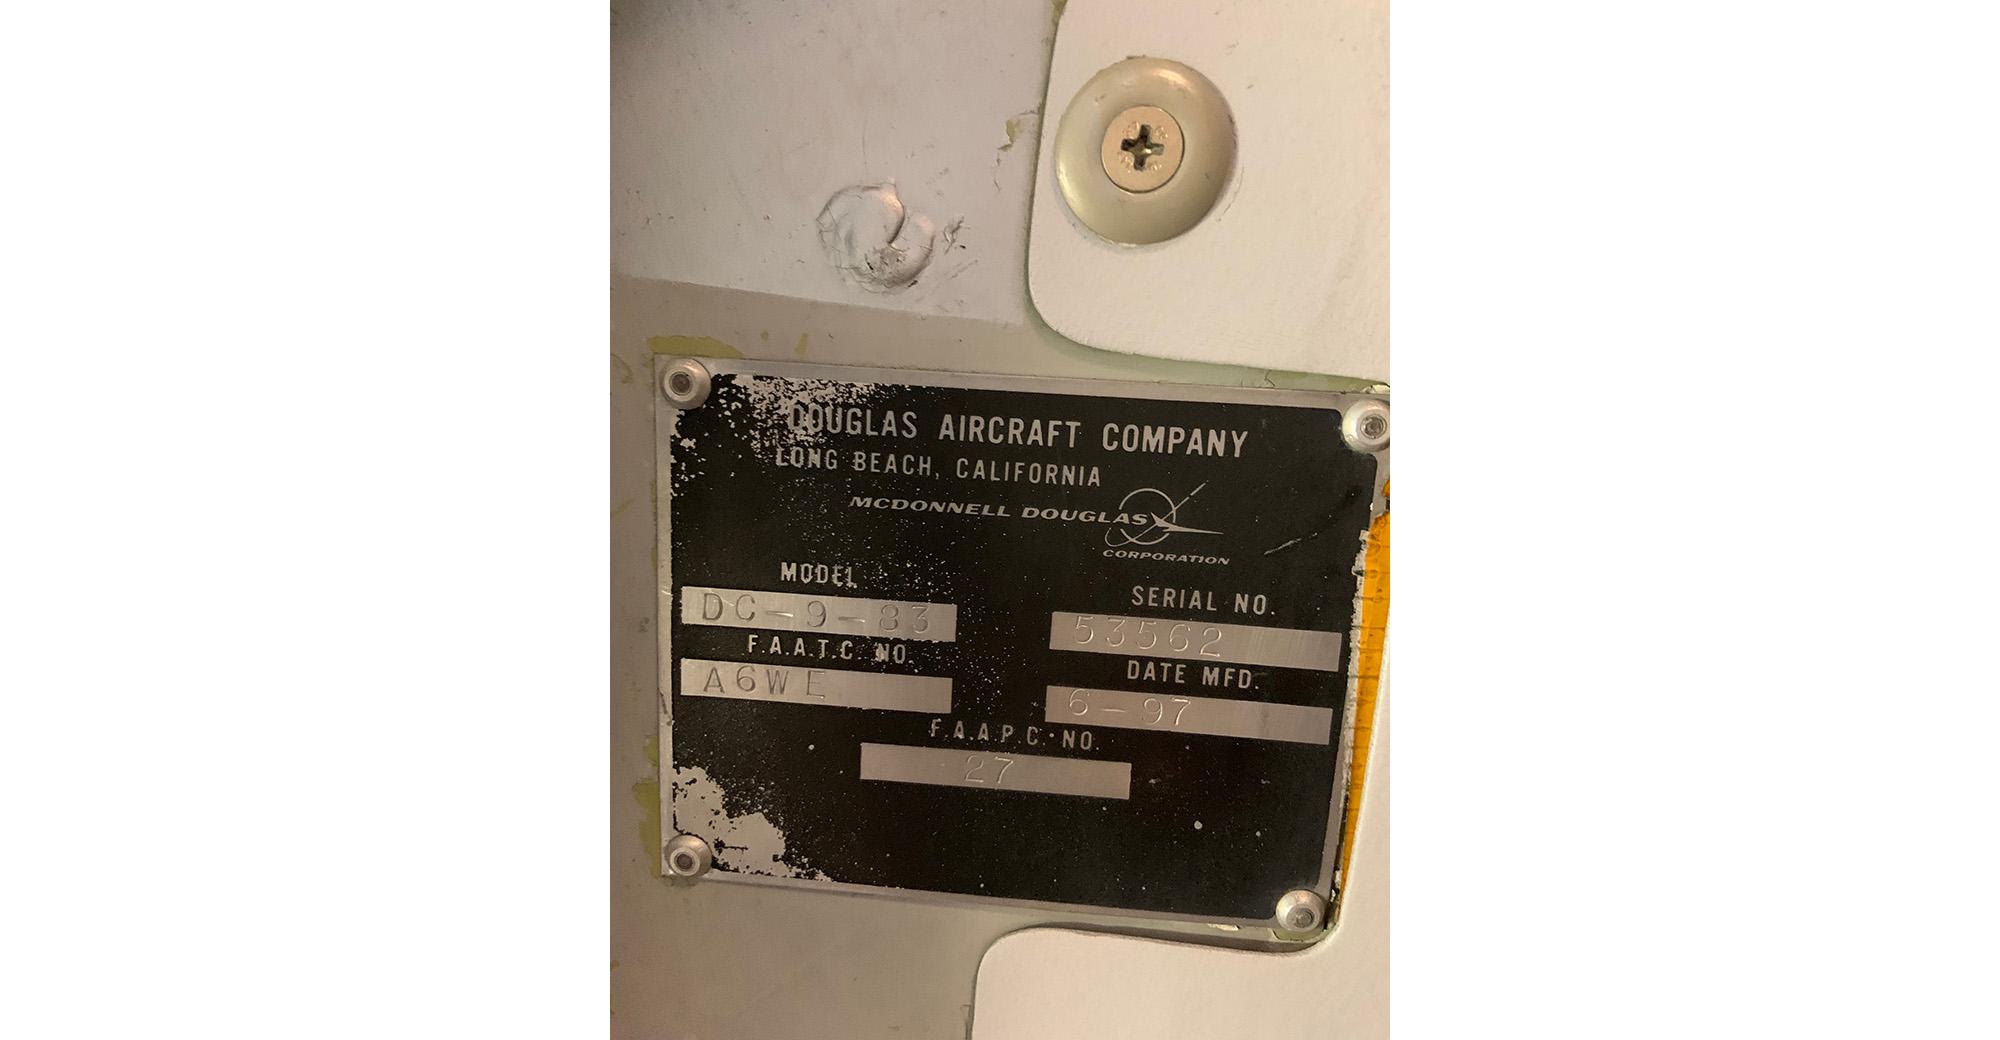 DOUGLAS AIRCRAFT COMPANY
LONG BEACH, CALIFORNIA
MCDONNELL DOUGLAS
CORPORATION
MODEL
DC-9-83
SERIAL NO.
53562
F.A.A.T.C. NO.
A6WE
DATE MFD.
6-97
F.A.A.P.C. NO.
27